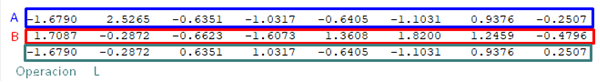 A -1.6790 2.5265 -0.6351 -1.0317 -0.6405 -1.1031 0.9376 -0.2507
B 1.7087 -0.2872 -0.6623 -1.6073 1.3608 1.8200 1.2459 -0.4796
-1.6790 -0.2872 0.6351 1.0317 -0.6405 -1.1031 0.9376 0.2507
Operacion L